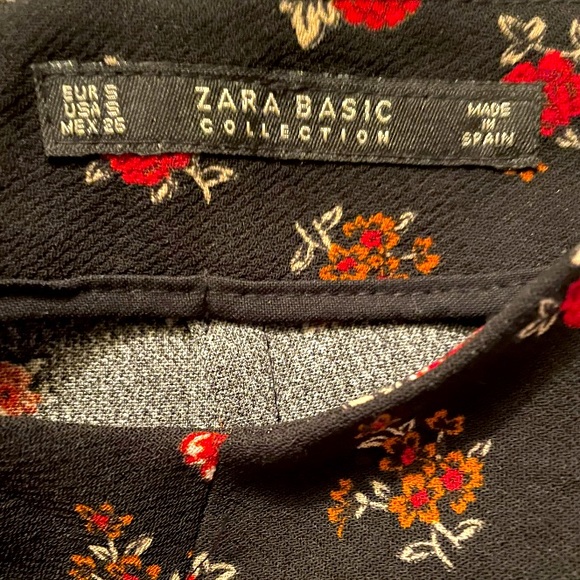 EUR S
USA S
MEX 26
ZARA BASIC
COLLECTION
MADE
IN
SPAIN